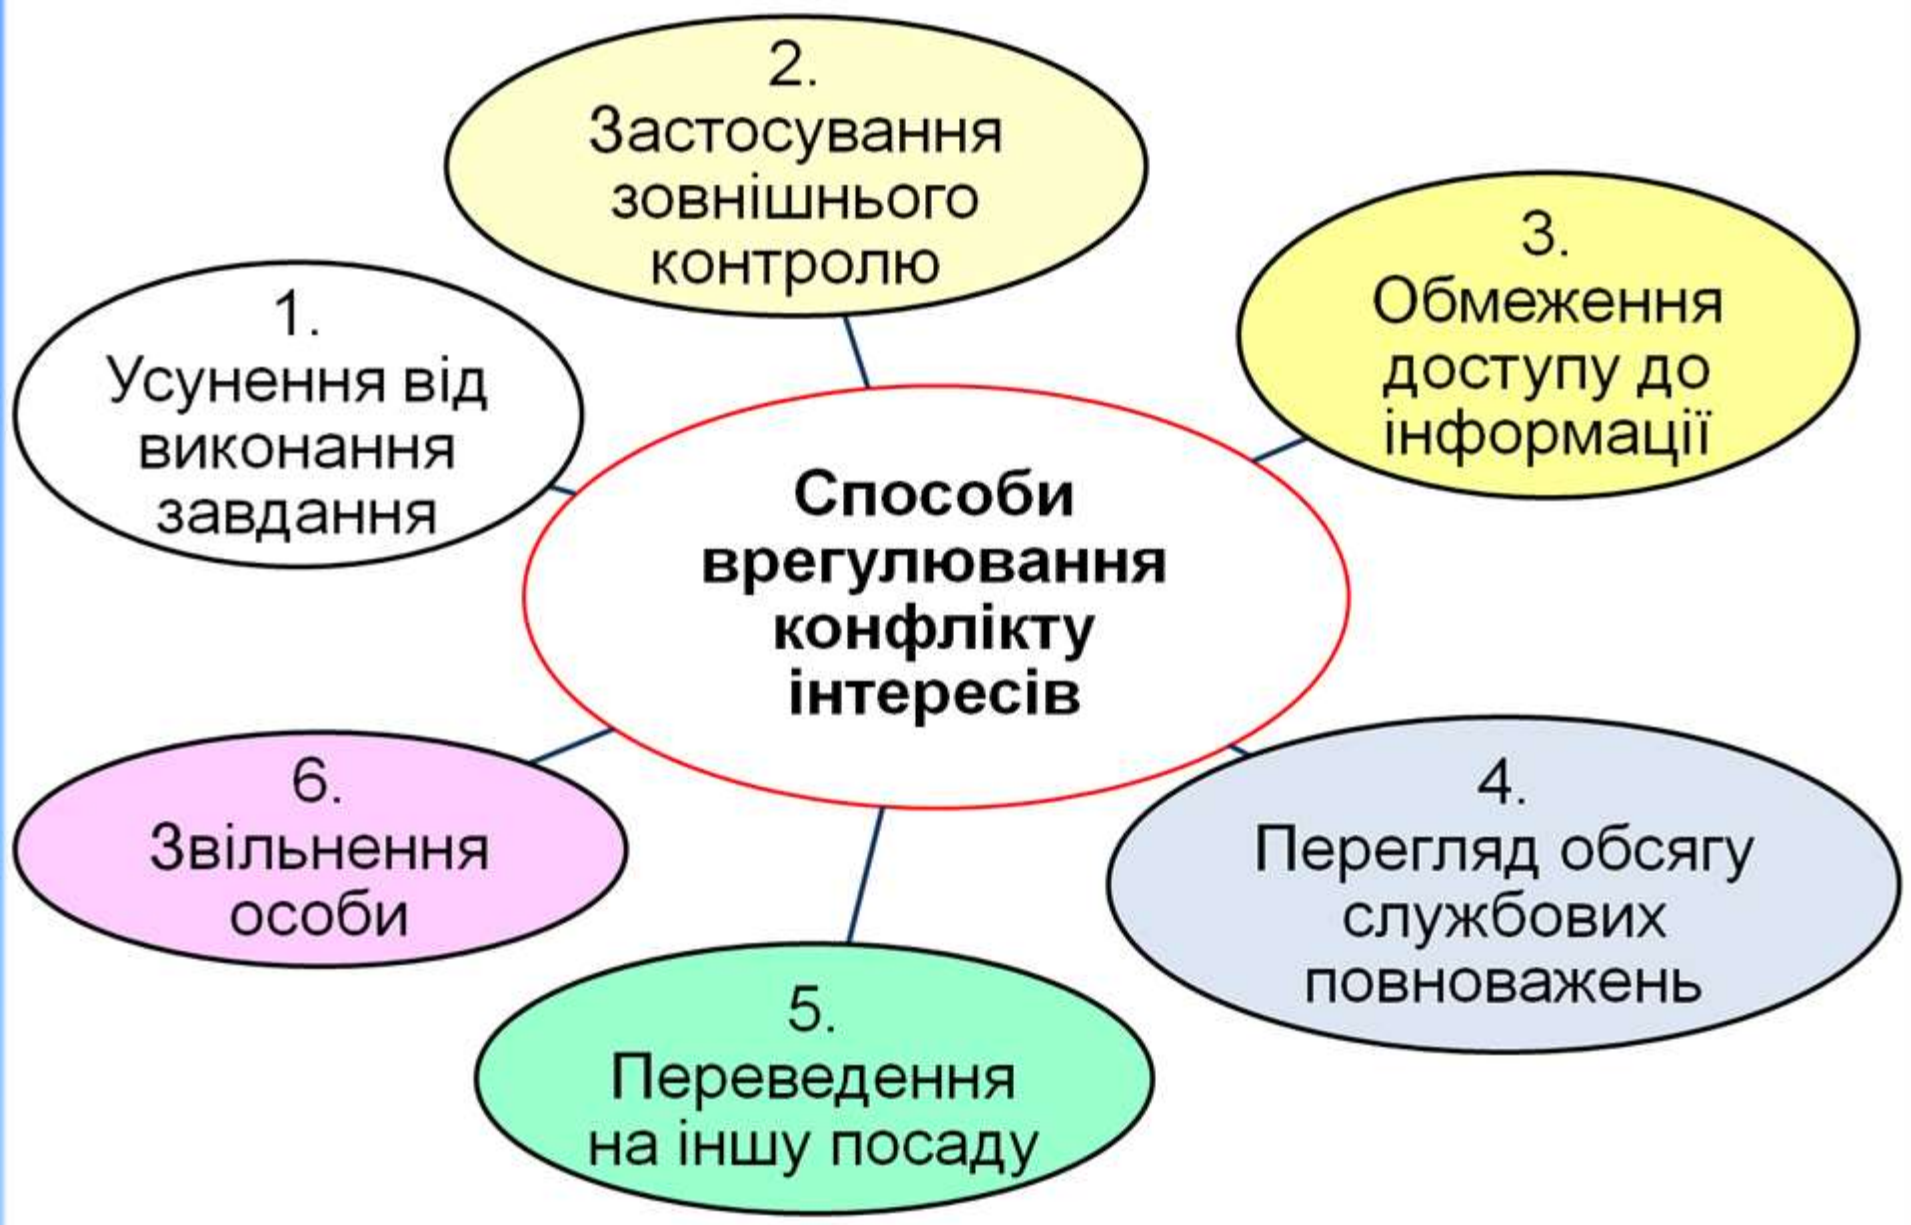 2.
Застосування
зовнішнього
контролю
3.
Обмеження
доступу до
інформації
1.
Усунення від
виконання
завдання
Способи
врегулювання
конфлікту
інтересів
6.
Звільнення
особи
4.
Перегляд обсягу
службових
повноважень
5.
Переведення
на іншу посаду